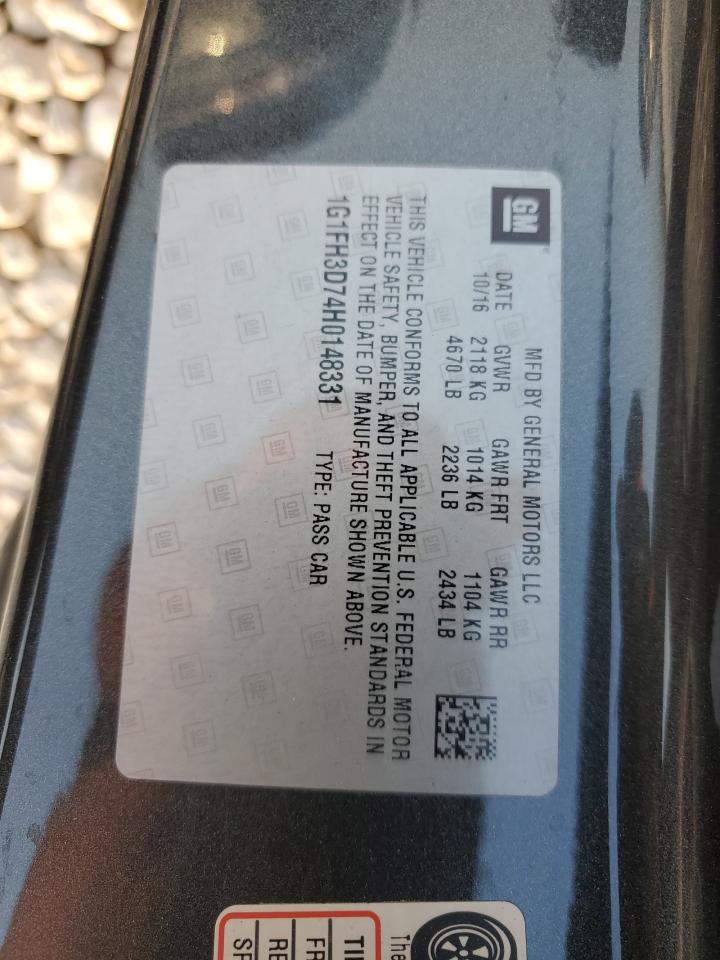 GM
MFD BY GENERAL MOTORS LLC
DATE GVWR GAWR FRT GAWR RR
10/16 2118 KG 1014 KG 1104 KG
4670 LB 2236 LB 2434 LB
THIS VEHICLE CONFORMS TO ALL APPLICABLE U.S. FEDERAL MOTOR
VEHICLE SAFETY, BUMPER, AND THEFT PREVENTION STANDARDS IN
EFFECT ON THE DATE OF MANUFACTURE SHOWN ABOVE.
1G1FH3D74H0148331 TYPE: PASS CAR
The